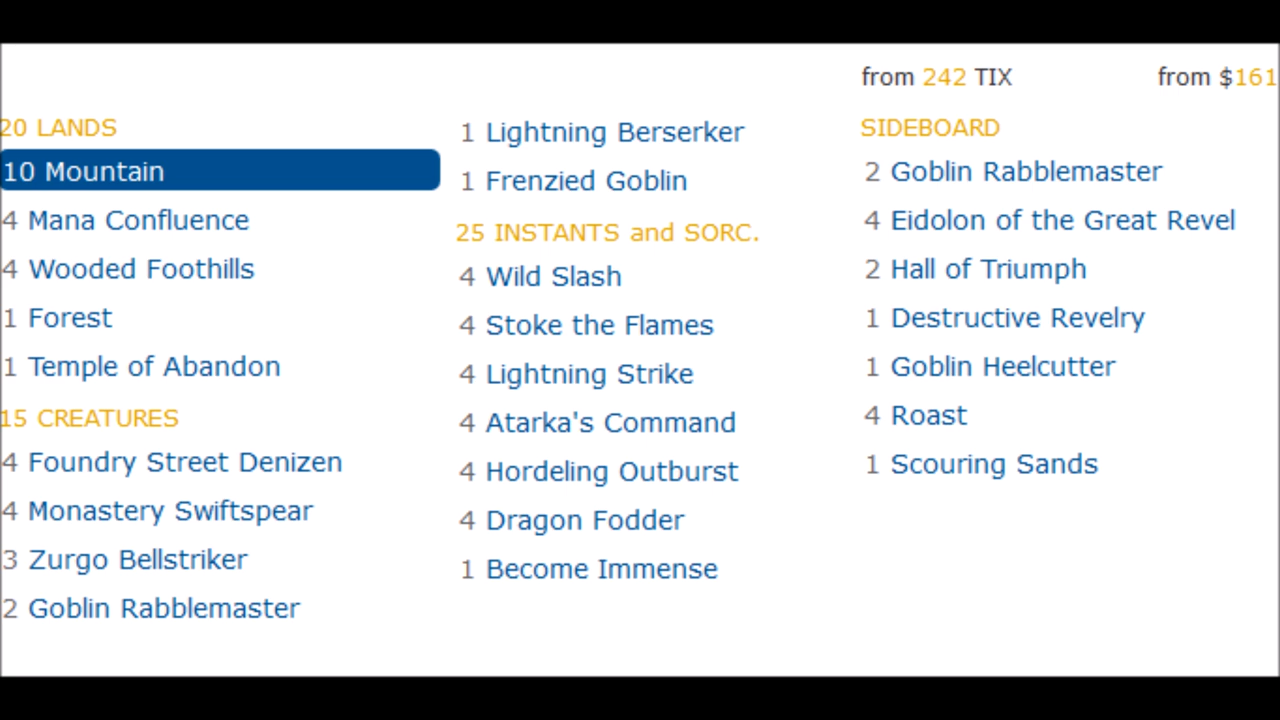 from 242 TIX
from $161
20 LANDS
10 Mountain
4 Mana Confluence
4 Wooded Foothills
1 Forest
1 Temple of Abandon
15 CREATURES
4 Foundry Street Denizen
4 Monastery Swiftspear
3 Zurgo Bellstriker
2 Goblin Rabblemaster
1 Lightning Berserker
1 Frenzied Goblin
25 INSTANTS and SORC.
4 Wild Slash
4 Stoke the Flames
4 Lightning Strike
4 Atarka's Command
4 Hordeling Outburst
4 Dragon Fodder
1 Become Immense
SIDEBOARD
2 Goblin Rabblemaster
4 Eidolon of the Great Revel
2 Hall of Triumph
1 Destructive Revelry
1 Goblin Heelcutter
4 Roast
1 Scouring Sands